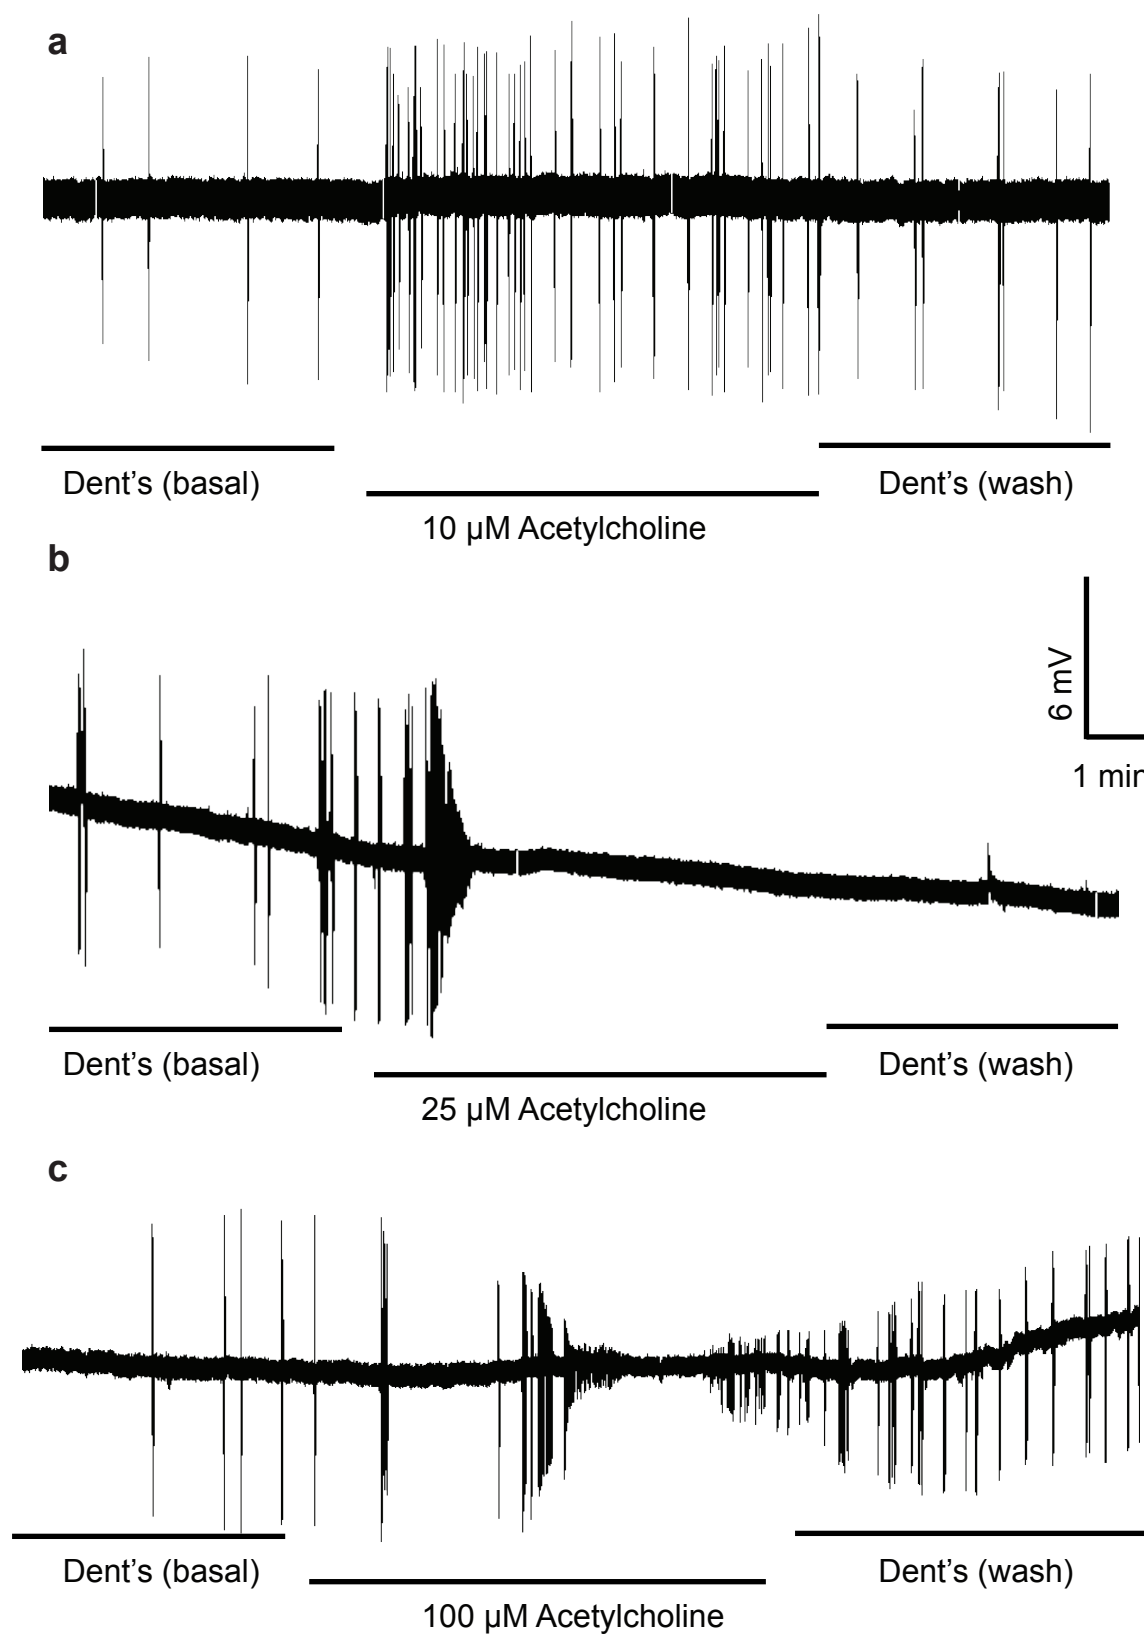 a
Dent's (basal)
Dent's (wash)
10 µM Acetylcholine
b
6 mV
1 min
Dent's (basal)
Dent's (wash)
25 µM Acetylcholine
c
Dent's (basal)
Dent's (wash)
100 µM Acetylcholine